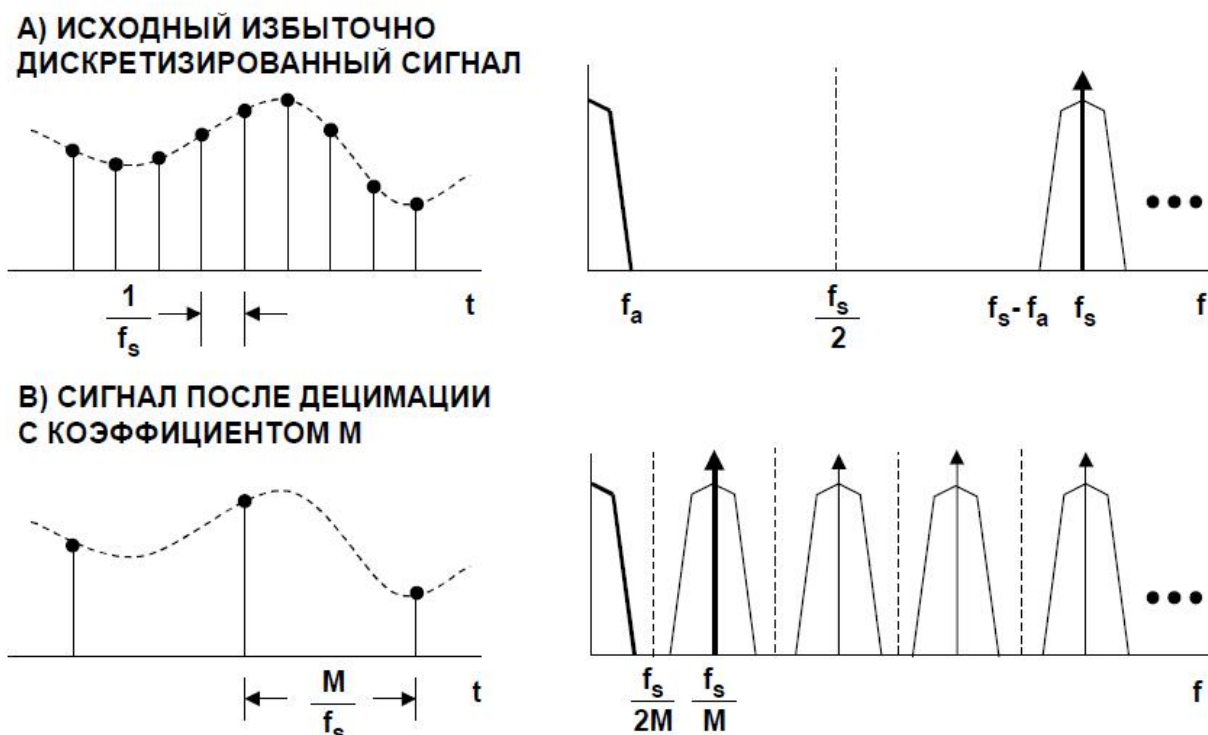 А) ИСХОДНЫЙ ИЗБЫТОЧНО
ДИСКРЕТИЗИРОВАННЫЙ СИГНАЛ
1
fs
t
fa
fs
2
fs- fa
fs
f
В) СИГНАЛ ПОСЛЕ ДЕЦИМАЦИИ
С КОЭФФИЦИЕНТОМ М
M
fs
t
fs
2M
fs
M
f